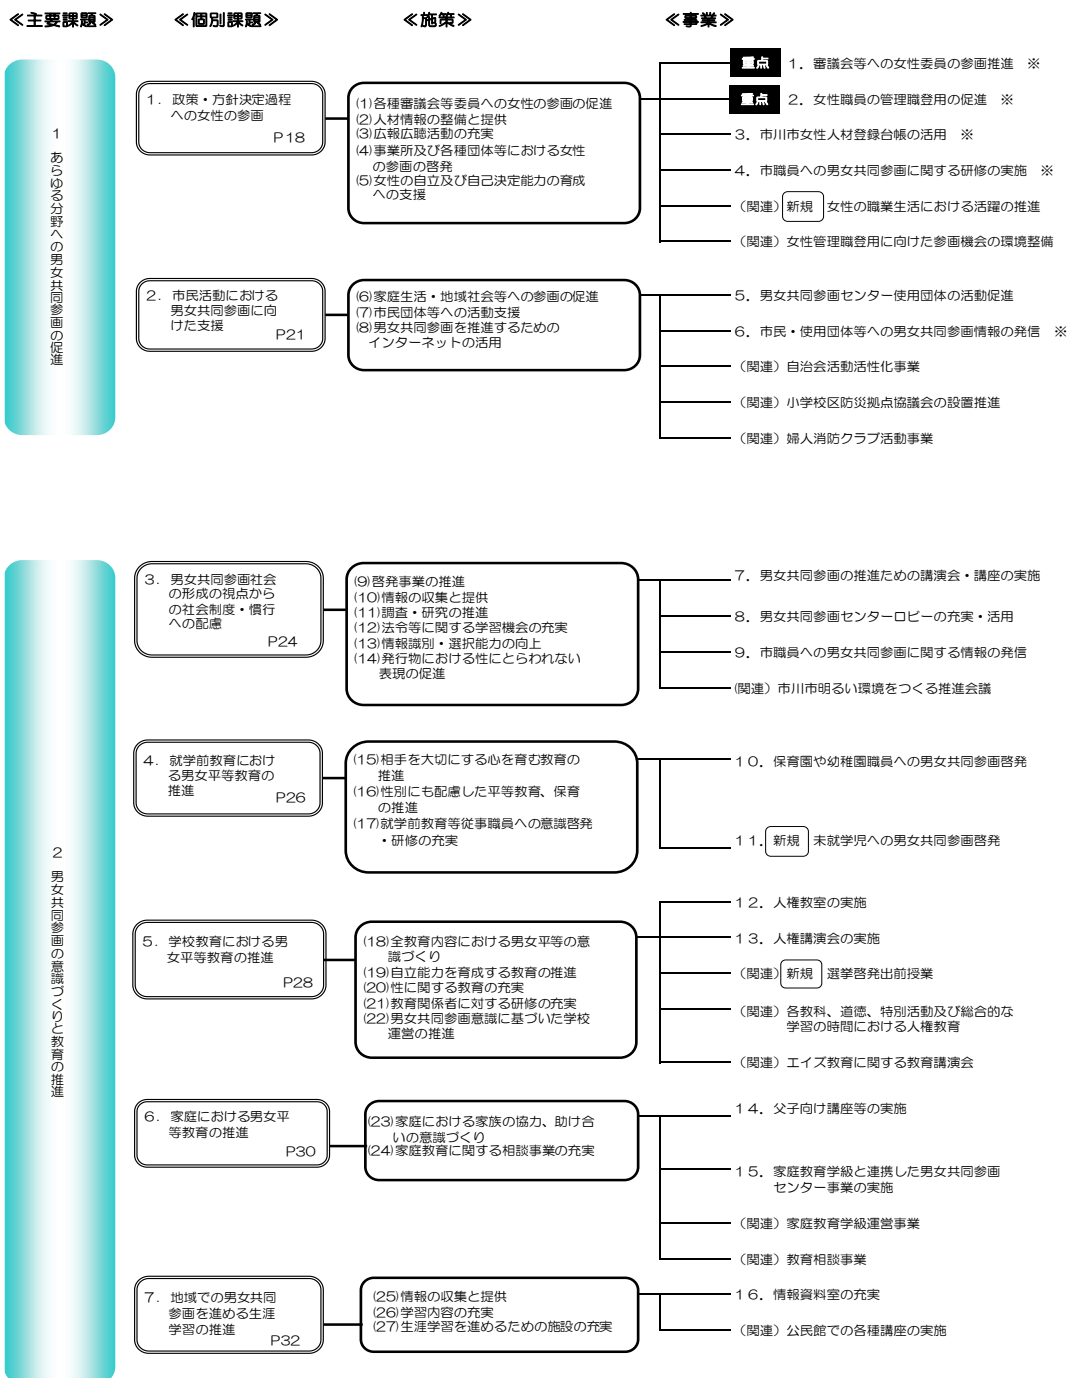 ≪主要課題≫ ≪個別課題≫ ≪施策≫ ≪事業≫
1 あらゆる分野への男女共同参画の促進
1．政策・方針決定過程
への女性の参画
P18
(1)各種審議会等委員への女性の参画の促進
(2)人材情報の整備と提供
(3)広報広聴活動の充実
(4)事業所及び各種団体等における女性
の参画の啓発
(5)女性の自立及び自己決定能力の育成
への支援
重点 1．審議会等への女性委員の参画推進 ※
重点 2．女性職員の管理職登用の促進 ※
3．市川市女性人材登録台帳の活用 ※
4．市職員への男女共同参画に関する研修の実施 ※
（関連）新規 女性の職業生活における活躍の推進
（関連）女性管理職登用に向けた参画機会の環境整備
2．市民活動における
男女共同参画に向
けた支援
P21
(6)家庭生活・地域社会等への参画の促進
(7)市民団体等への活動支援
(8)男女共同参画を推進するための
インターネットの活用
5．男女共同参画センター使用団体の活動促進
6．市民・使用団体等への男女共同参画情報の発信 ※
（関連）自治会活動活性化事業
（関連）小学校区防災拠点協議会の設置推進
（関連）婦人消防クラブ活動事業
2 男女共同参画の意識づくりと教育の推進
3．男女共同参画社会
の形成の視点から
の社会制度・慣行
への配慮
P24
(9)啓発事業の推進
(10)情報の収集と提供
(11)調査・研究の推進
(12)法令等に関する学習機会の充実
(13)情報識別・選択能力の向上
(14)発行物における性にとらわれない
表現の促進
7．男女共同参画の推進ための講演会・講座の実施
8．男女共同参画センターロビーの充実・活用
9．市職員への男女共同参画に関する情報の発信
(関連）市川市明るい環境をつくる推進会議
4．就学前教育におけ
る男女平等教育の
推進
P26
(15)相手を大切にする心を育む教育の
推進
(16)性別にも配慮した平等教育、保育
の推進
(17)就学前教育等従事職員への意識啓発
・研修の充実
10．保育園や幼稚園職員への男女共同参画啓発
11．新規 未就学児への男女共同参画啓発
5．学校教育における男
女平等教育の推進
P28
(18)全教育内容における男女平等の意
識づくり
(19)自立能力を育成する教育の推進
(20)性に関する教育の充実
(21)教育関係者に対する研修の充実
(22)男女共同参画意識に基づいた学校
運営の推進
12．人権教室の実施
13．人権講演会の実施
（関連）新規 選挙啓発出前授業
（関連）各教科、道徳、特別活動及び総合的な
学習の時間における人権教育
（関連）エイズ教育に関する教育講演会
6．家庭における男女平
等教育の推進
P30
(23)家庭における家族の協力、助け合
いの意識づくり
(24)家庭教育に関する相談事業の充実
14．父子向け講座等の実施
15．家庭教育学級と連携した男女共同参画
センター事業の実施
（関連）家庭教育学級運営事業
（関連）教育相談事業
7．地域での男女共同
参画を進める生涯
学習の推進
P32
(25)情報の収集と提供
(26)学習内容の充実
(27)生涯学習を進めるための施設の充実
16．情報資料室の充実
（関連）公民館での各種講座の実施